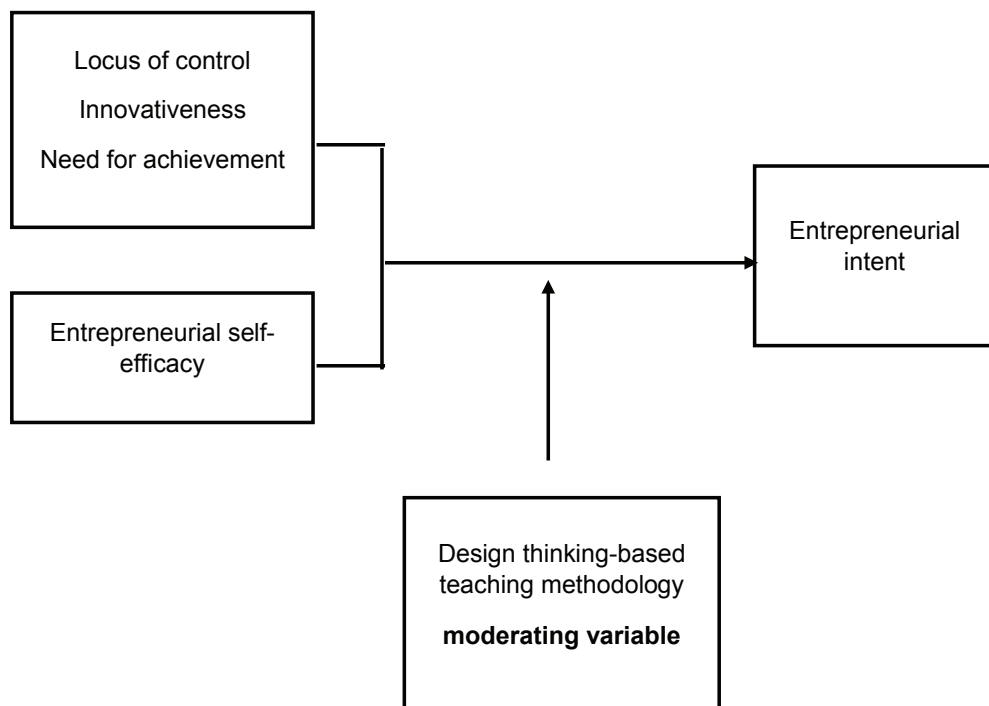 Locus of control
Innovativeness
Need for achievement
Entrepreneurial self-
efficacy
Entrepreneurial
intent
Design thinking-based
teaching methodology
moderating variable